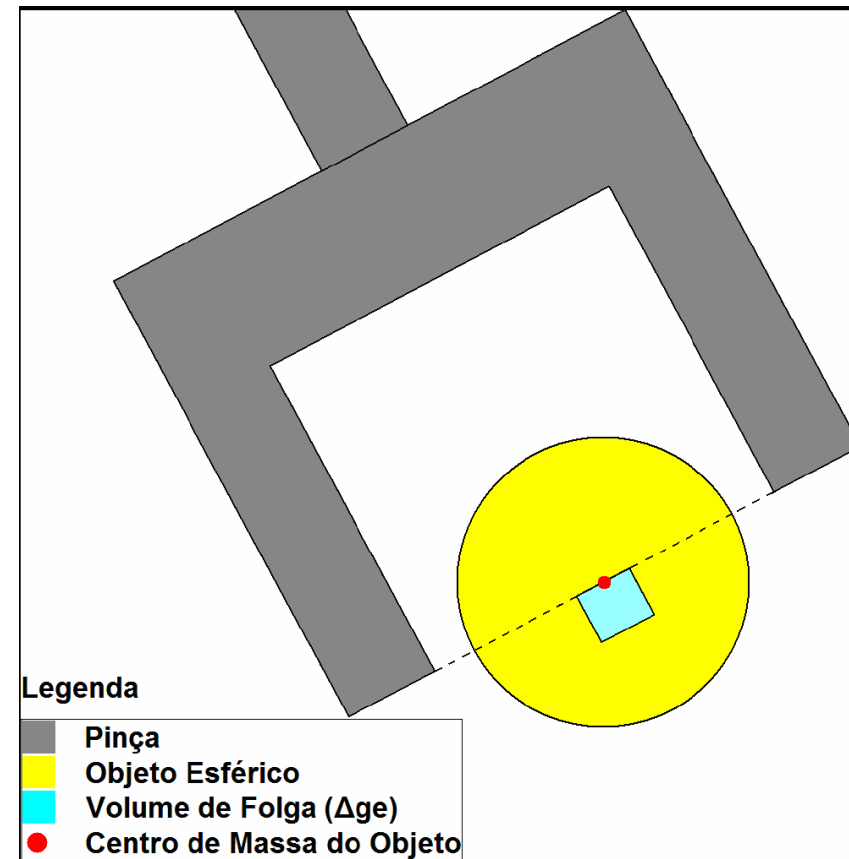 Legenda
Pinça
Objeto Esférico
Volume de Folga (Δge)
Centro de Massa do Objeto